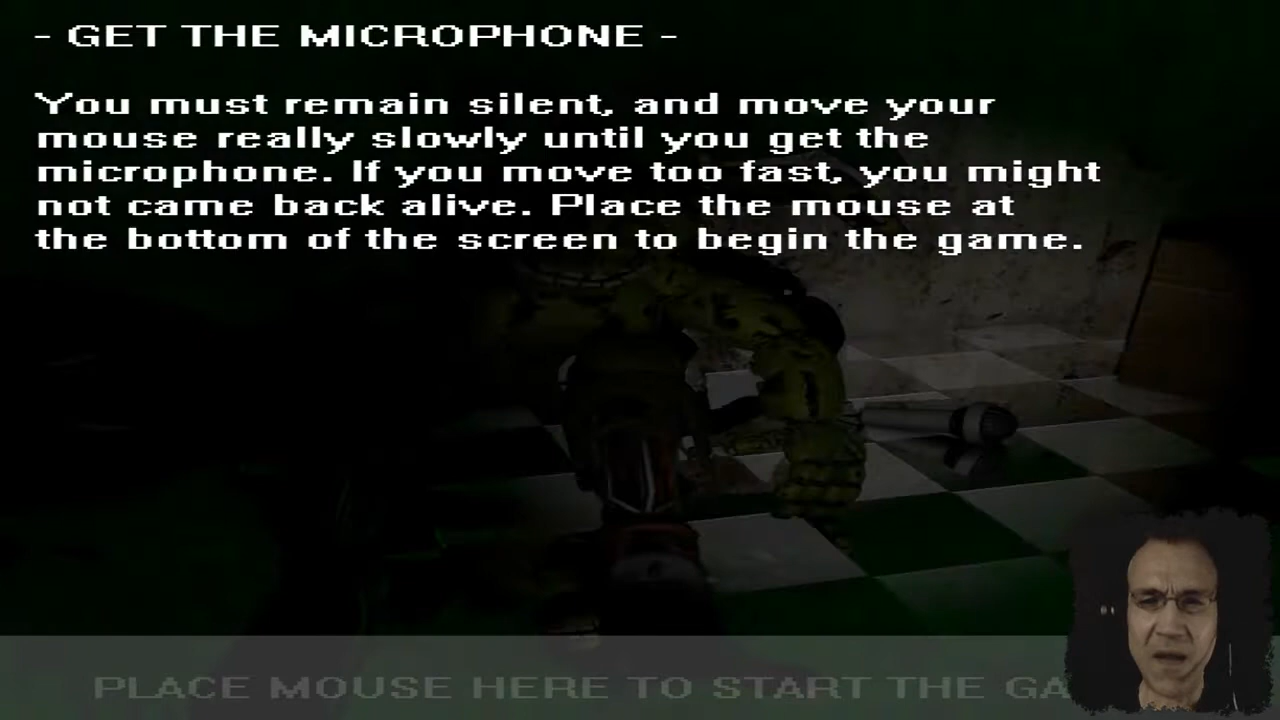 - GET THE MICROPHONE -
You must remain silent, and move your
mouse really slowly until you get the
microphone. If you move too fast, you might
not came back alive. Place the mouse at
the bottom of the screen to begin the game.
PLACE MOUSE HERE TO START THE GA